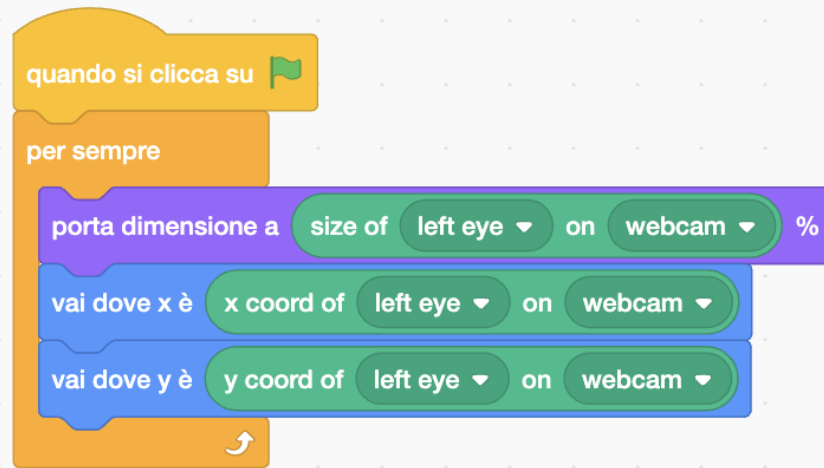 quando si clicca su
per sempre
porta dimensione a size of left eye on webcam %
vai dove x è x coord of left eye on webcam
vai dove y è y coord of left eye on webcam